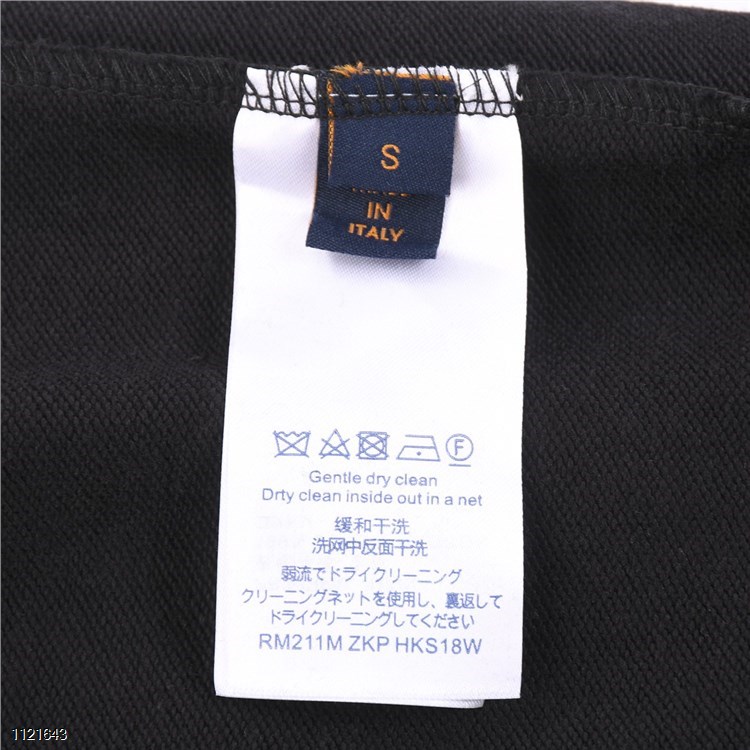 S
IN
ITALY
F
Gentle dry clean
Drty clean inside out in a net
缓和干洗
洗网中反面干洗
弱流でドライクリーニング
クリーニングネットを使用し、裏返して
ドライクリーニングしてください
RM211M ZKP HKS18W
1121643